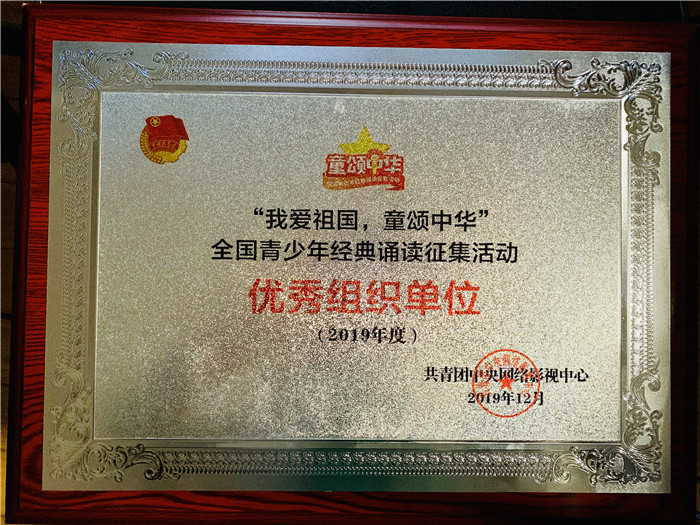 童颂中华
“我爱祖国，童颂中华”
全国青少年经典诵读征集活动
优秀组织单位
（2019年度）
共青团中央网络影视中心
2019年12月